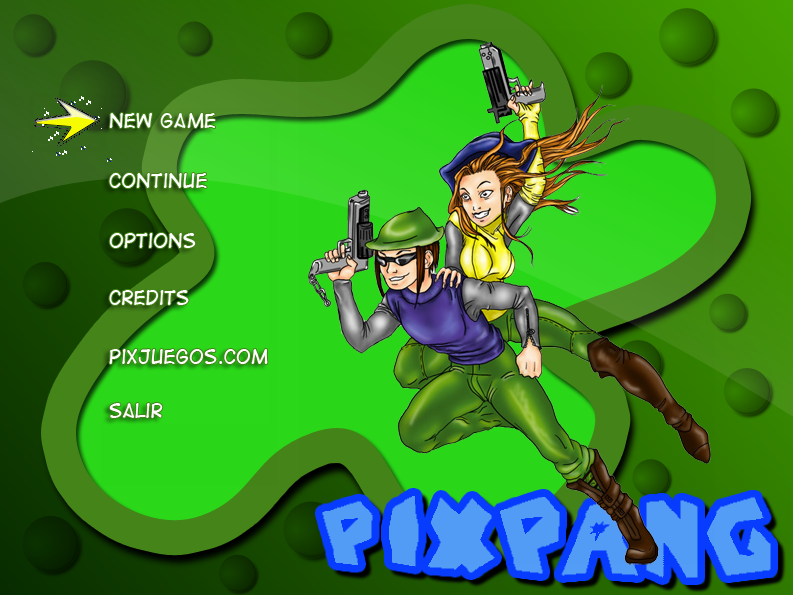 NEW GAME
CONTINUE
OPTIONS
CREDITS
PIXJUEGOS.COM
SALIR
PIXPANG